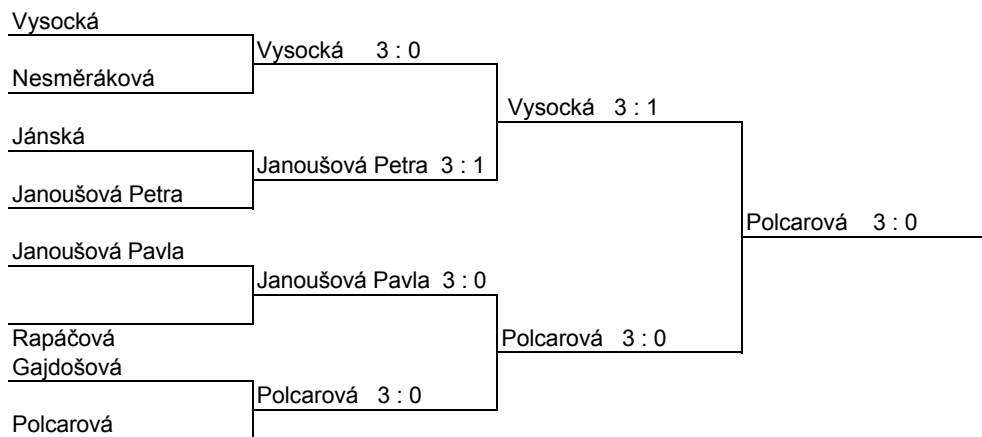 Vysocká
Vysocká 3 : 0
Nesměráková
Vysocká 3 : 1
Jánská
Janoušová Petra 3 : 1
Janoušová Petra
Polcarová 3 : 0
Janoušová Pavla
Janoušová Pavla 3 : 0
Rapáčová
Polcarová 3 : 0
Gajdošová
Polcarová 3 : 0
Polcarová